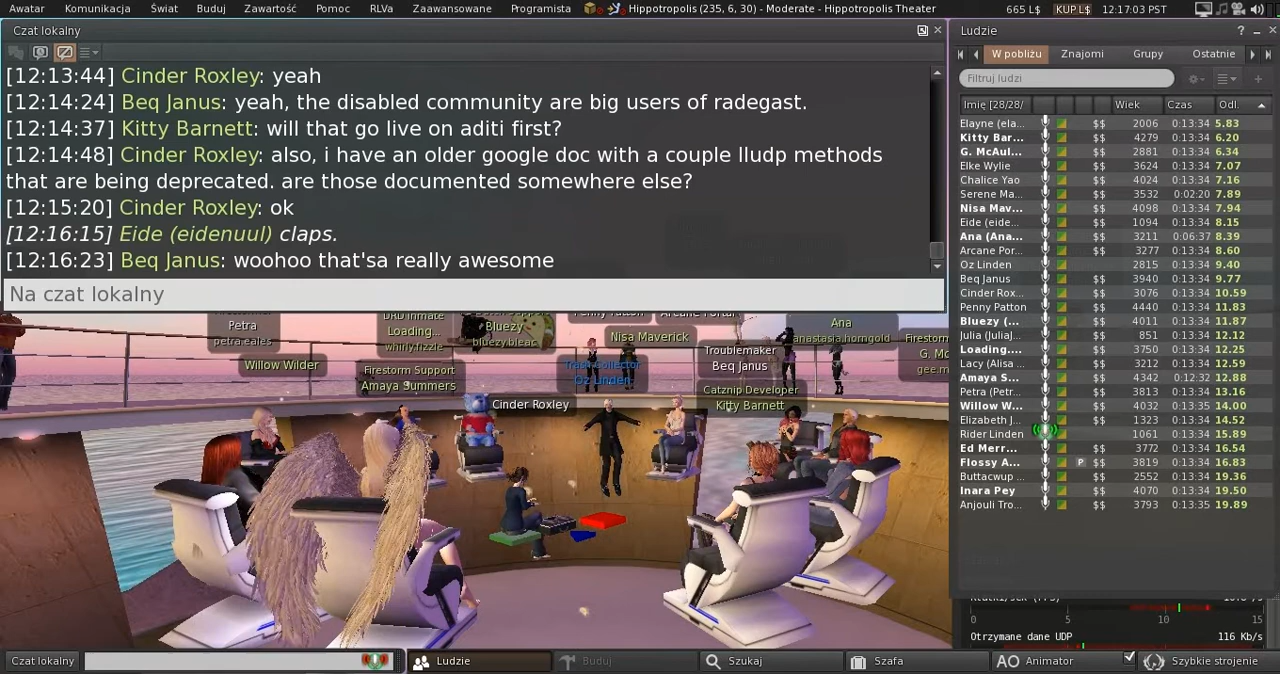 Awatar Komunikacja Świat Buduj Zawartość Pomoc RLVa Zaawansowane Programista Hippotropolis (235, 6, 30) - Moderate - Hippotropolis Theater 665 L$ KUP L$ 12:17:03 PST
Czat lokalny
[12:13:44] Cinder Roxley: yeah
[12:14:24] Beq Janus: yeah, the disabled community are big users of radegast.
[12:14:37] Kitty Barnett: will that go live on aditi first?
[12:14:48] Cinder Roxley: also, i have an older google doc with a couple lludp methods
that are being deprecated. are those documented somewhere else?
[12:15:20] Cinder Roxley: ok
[12:16:15] Eide (eidenuul) claps.
[12:16:23] Beq Janus: woohoo that'sa really awesome
Na czat lokalny
Petra
petra.eales
Willow Wilder
DRD Inmate
Loading...
whirly.fizzle
Firestorm Support
Amaya Summers
Bluezy
bluezy.bleac
Nisa Maverick
Trash Collector
Oz Linden
Troublemaker
Beq Janus
Ana
anastasia.horngold
Firestorm
G. Mc
gee.m
Catznip Developer
Kitty Barnett
Cinder Roxley
Ludzie
W pobliżu Znajomi Grupy Ostatnie
Filtruj ludzi
Imię [28/28/ Wiek Czas Odl.
Elayne (ela... $$ 2006 0:13:34 5.83
Kitty Bar... $$ 4279 0:13:34 6.20
G. McAul... $$ 2881 0:13:34 6.34
Elke Wylie $$ 3624 0:13:34 7.07
Chalice Yao $$ 4024 0:13:34 7.16
Serene Ma... $$ 3532 0:02:20 7.89
Nisa Mav... $$ 4098 0:13:34 7.94
Eide (eide... $$ 1094 0:13:34 8.15
Ana (Ana... $$ 3211 0:06:37 8.39
Arcane Por... $$ 3277 0:13:34 8.60
Oz Linden 2815 0:13:34 9.40
Beq Janus $$ 3940 0:13:34 9.77
Cinder Rox... $$ 3076 0:13:34 10.59
Penny Patton $$ 4440 0:13:34 11.83
Bluezy (... $$ 4011 0:13:34 11.87
Julia (JuliaJ... $$ 851 0:13:34 12.12
Loading.... $$ 3750 0:13:34 12.25
Lacy (Alisa ... $$ 3212 0:13:34 12.59
Amaya S... $$ 4342 0:12:32 12.88
Petra (Petr... $$ 3813 0:13:34 13.16
Willow W... $$ 4032 0:13:35 14.00
Elizabeth J... $$ 1323 0:13:34 14.52
Rider Linden 1061 0:13:34 15.89
Ed Merr... $$ 3772 0:13:34 16.54
Flossy A... P $$ 3819 0:13:34 16.83
Buttacwup ... $$ 2552 0:13:34 19.36
Inara Pey $$ 4070 0:13:34 19.50
Anjouli Tro... $$ 3793 0:13:35 19.89
0 5 10 15
Otrzymane dane UDP 116 Kb/s
Czat lokalny Ludzie Buduj Szukaj Szafa AO Animator Szybkie strojenie